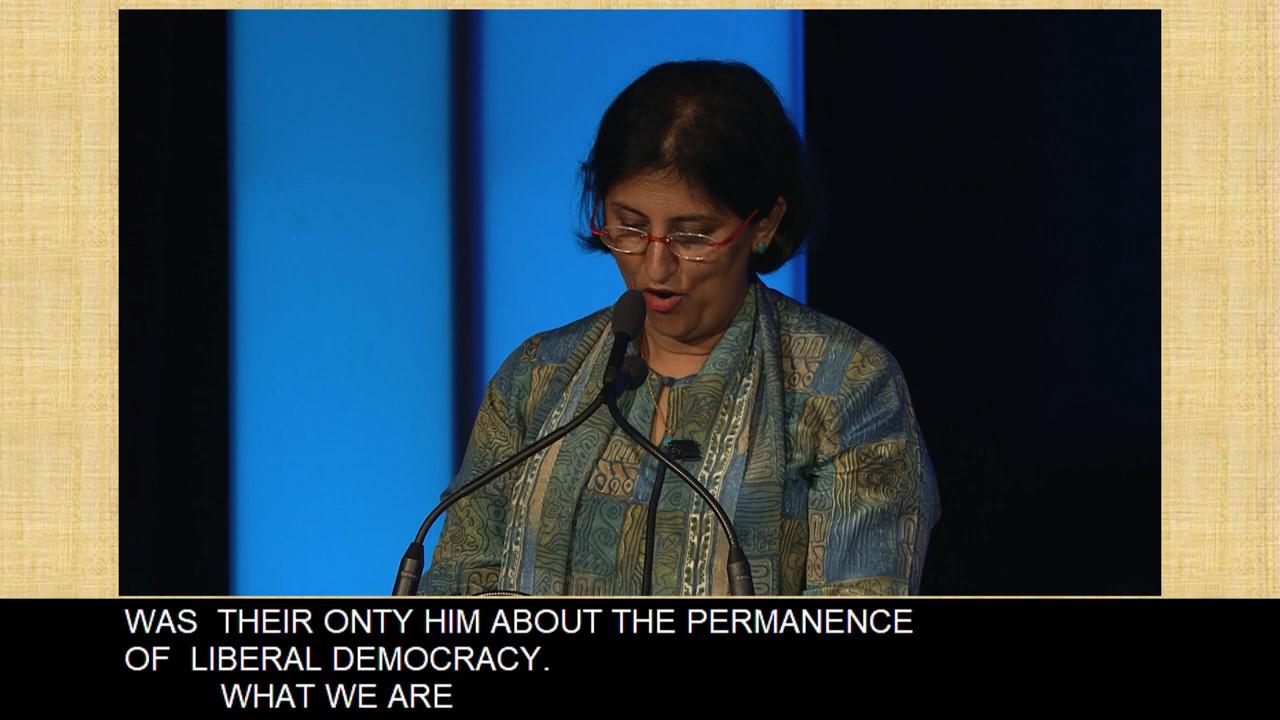 WAS THEIR ONTY HIM ABOUT THE PERMANENCE
OF LIBERAL DEMOCRACY.
WHAT WE ARE